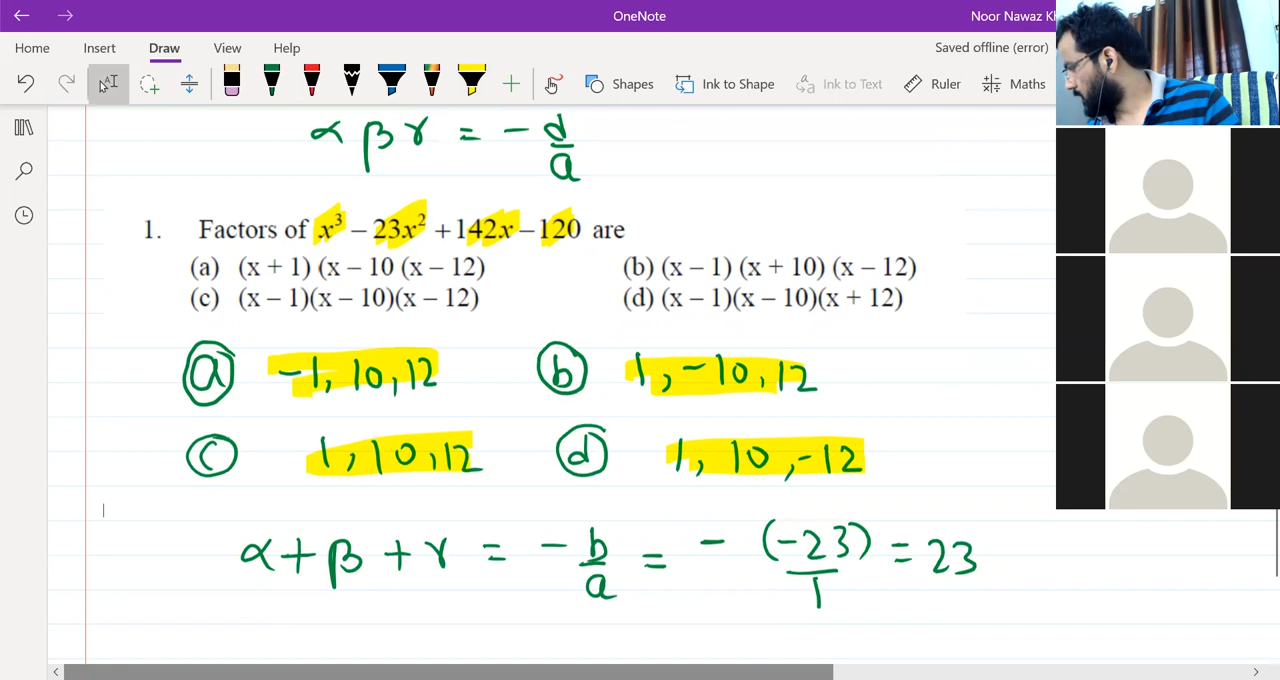 OneNote
Noor Nawaz Kh
Home Insert Draw View Help Saved offline (error)
Shapes Ink to Shape Ink to Text Ruler Maths
α β γ = - d/a
1. Factors of x³ – 23x² + 142x – 120 are
(a) (x + 1) (x – 10 (x – 12) (b) (x – 1) (x + 10) (x – 12)
(c) (x – 1)(x – 10)(x – 12) (d) (x – 1)(x – 10)(x + 12)
ⓐ -1, 10, 12 ⓑ 1, -10, 12
ⓒ 1, 10, 12 ⓓ 1, 10, -12
α + β + γ = - b/a = - (-23)/1 = 23